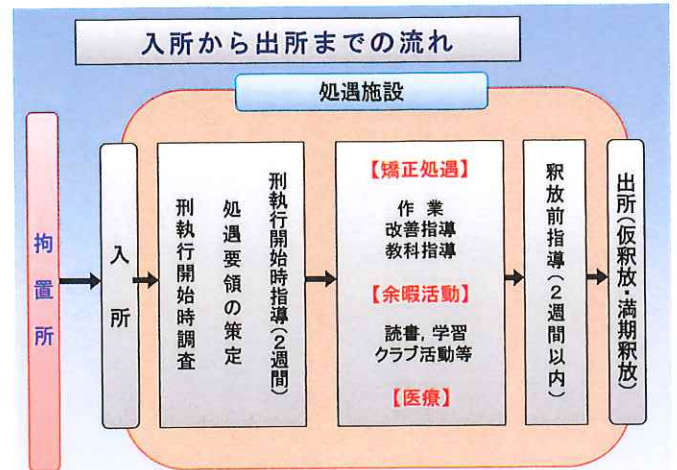 入所から出所までの流れ
処遇施設
拘置所
入所
刑執行開始時調査
処遇要領の策定
刑執行開始時指導(2週間)
【矯正処遇】
作 業
改善指導
教科指導
【余暇活動】
読書,学習
クラブ活動等
【医療】
釈放前指導(2週間以内)
出所(仮釈放・満期釈放)